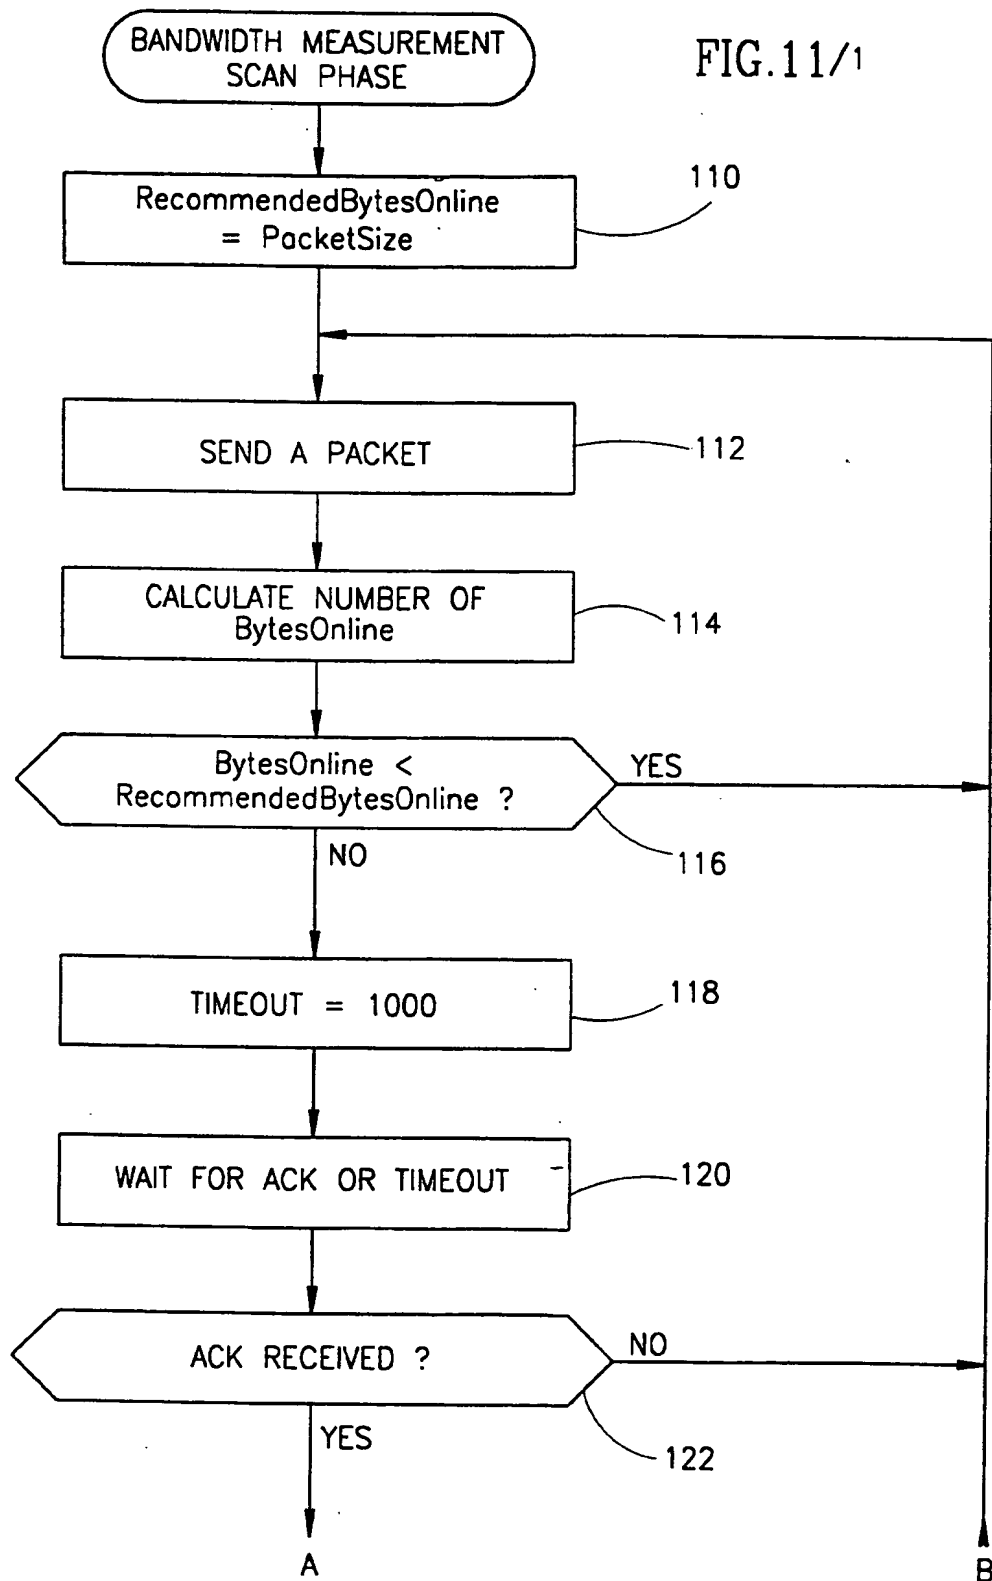 BANDWIDTH MEASUREMENT
SCAN PHASE
FIG.11/1
RecommendedBytesOnline
= PacketSize
110
SEND A PACKET
112
CALCULATE NUMBER OF
BytesOnline
114
BytesOnline <
RecommendedBytesOnline ?
YES
116
NO
TIMEOUT = 1000
118
WAIT FOR ACK OR TIMEOUT
120
ACK RECEIVED ?
NO
122
YES
A
B